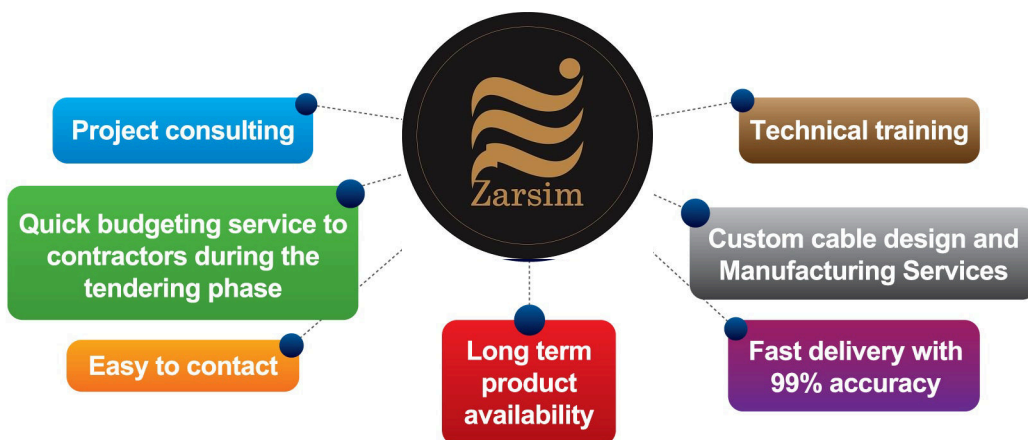 Zarsim
Project consulting
Technical training
Quick budgeting service to
contractors during the
tendering phase
Custom cable design and
Manufacturing Services
Easy to contact
Long term
product
availability
Fast delivery with
99% accuracy